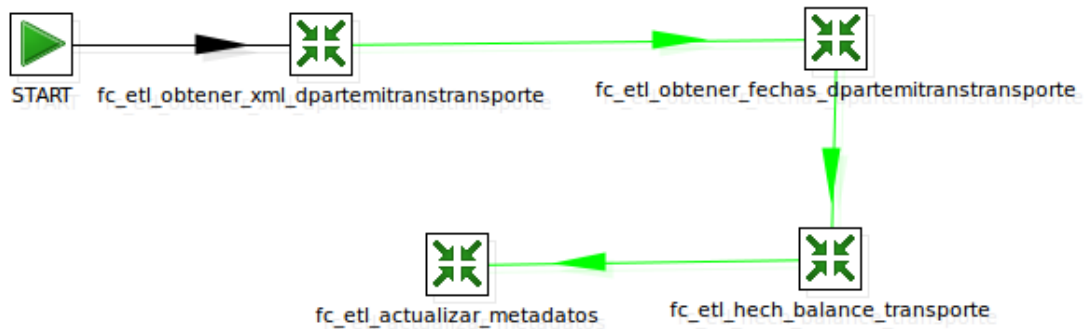 START
fc_etl_obtener_xml_dpartemitranstransporte
fc_etl_obtener_fechas_dpartemitranstransporte
fc_etl_hech_balance_transporte
fc_etl_actualizar_metadatos